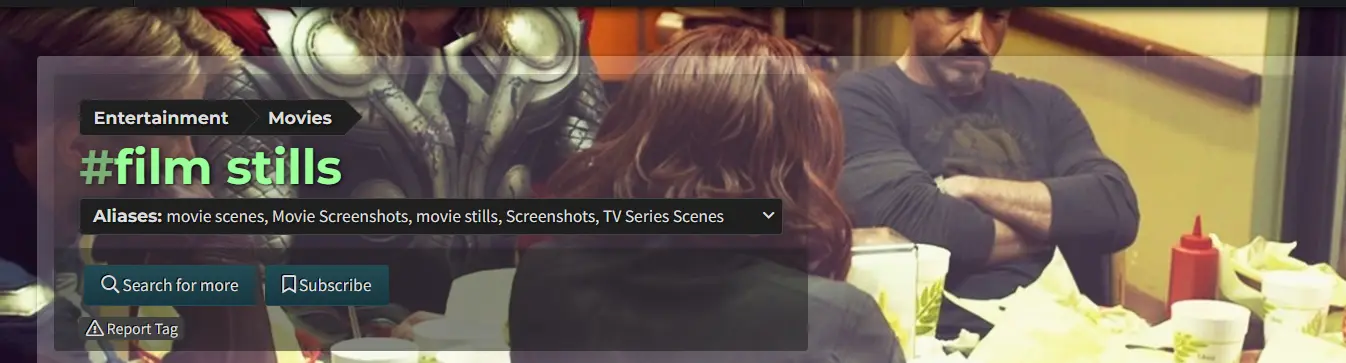 Entertainment Movies
#film stills
Aliases: movie scenes, Movie Screenshots, movie stills, Screenshots, TV Series Scenes
Search for more Subscribe
Report Tag